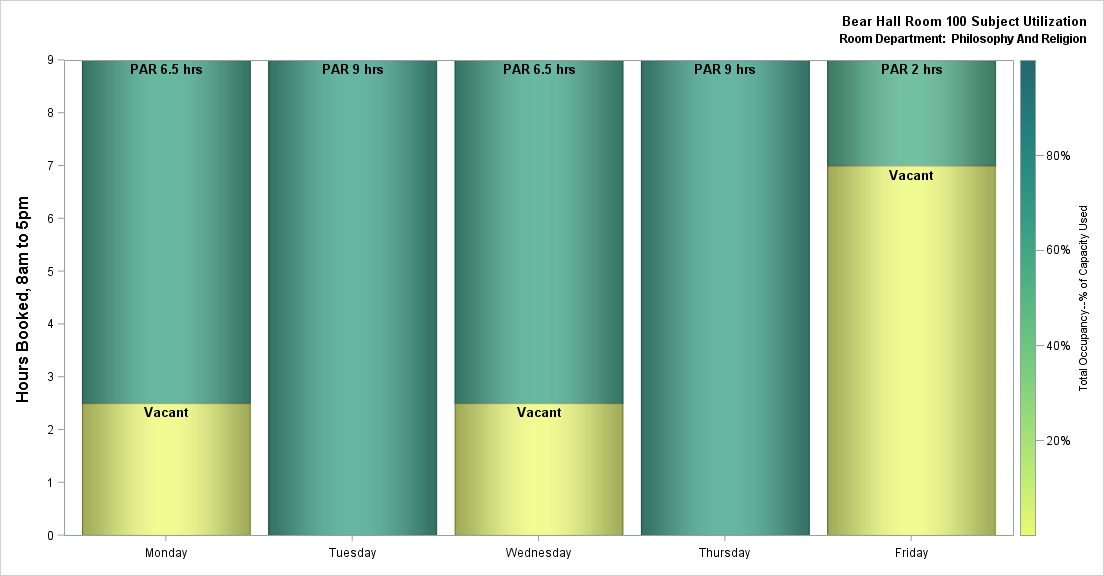 Bear Hall Room 100 Subject Utilization
Room Department: Philosophy And Religion
Hours Booked, 8am to 5pm
9
8
7
6
5
4
3
2
1
0
PAR 6.5 hrs
PAR 9 hrs
PAR 6.5 hrs
PAR 9 hrs
PAR 2 hrs
Vacant
Vacant
Vacant
Monday
Tuesday
Wednesday
Thursday
Friday
80%
60%
40%
20%
Total Occupancy--% of Capacity Used